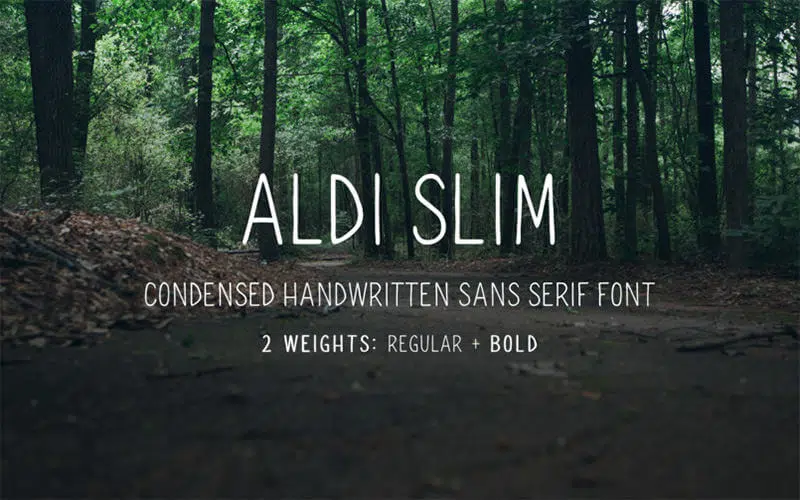 ALDI SLIM
CONDENSED HANDWRITTEN SANS SERIF FONT
2 WEIGHTS: REGULAR + BOLD